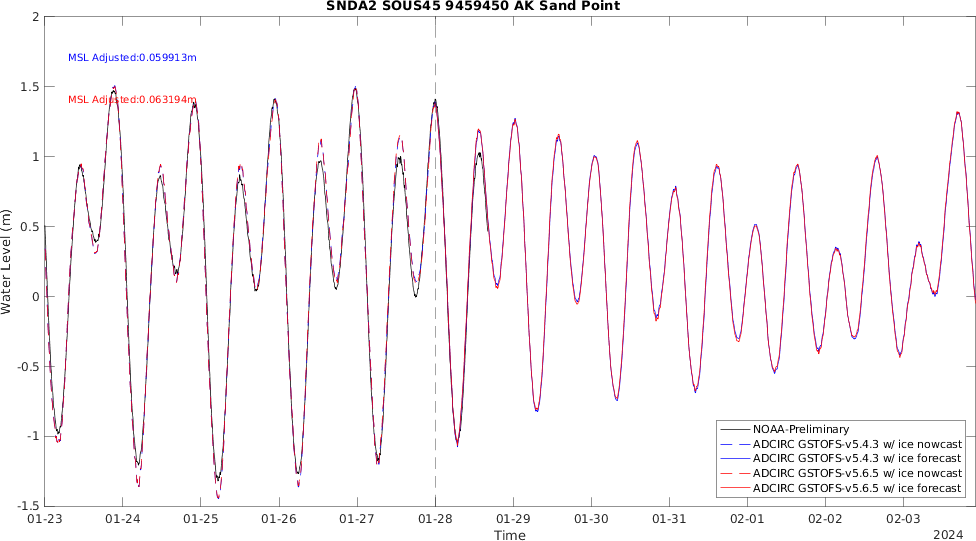 SNDA2 SOUS45 9459450 AK Sand Point
2
1.5
1
0.5
0
-0.5
-1
-1.5
Water Level (m)
MSL Adjusted:0.059913m
MSL Adjusted:0.063194m
NOAA-Preliminary
ADCIRC GSTOFS-v5.4.3 w/ ice nowcast
ADCIRC GSTOFS-v5.4.3 w/ ice forecast
ADCIRC GSTOFS-v5.6.5 w/ ice nowcast
ADCIRC GSTOFS-v5.6.5 w/ ice forecast
01-23 01-24 01-25 01-26 01-27 01-28 01-29 01-30 01-31 02-01 02-02 02-03
Time
2024